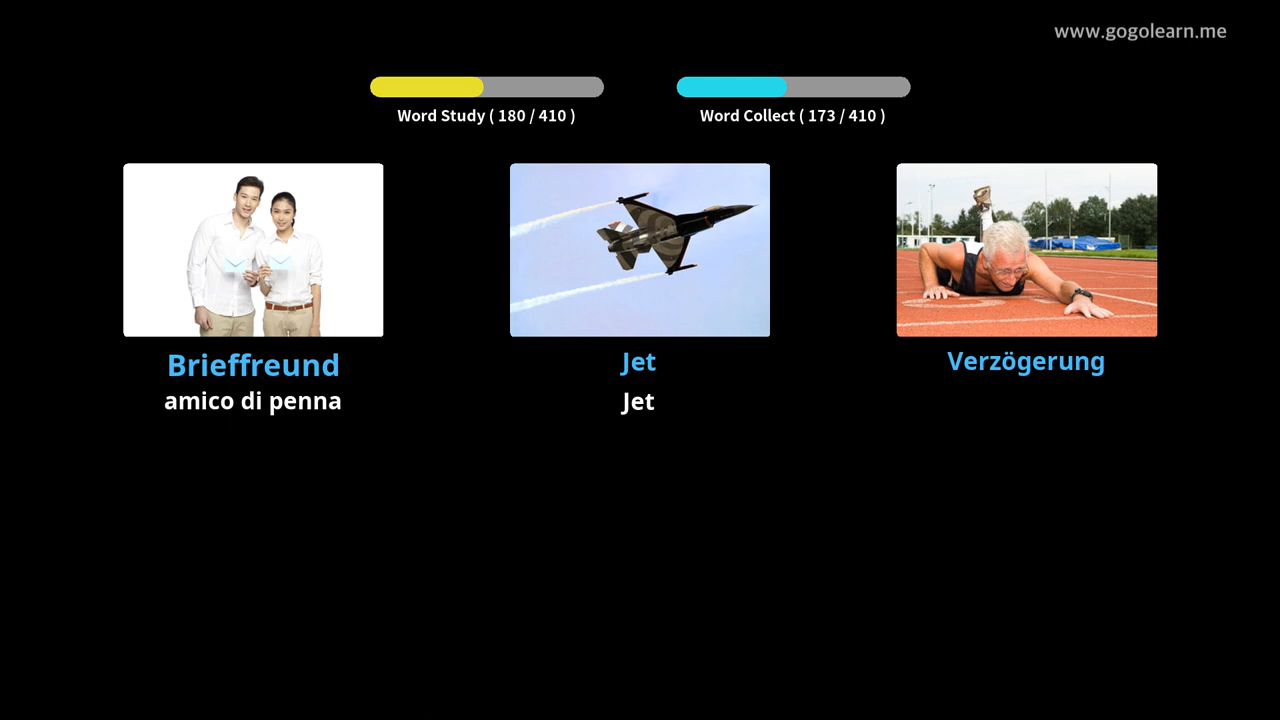 www.gogolearn.me
Word Study ( 180 / 410 )
Word Collect ( 173 / 410 )
Brieffreund
amico di penna
Jet
Jet
Verzögerung